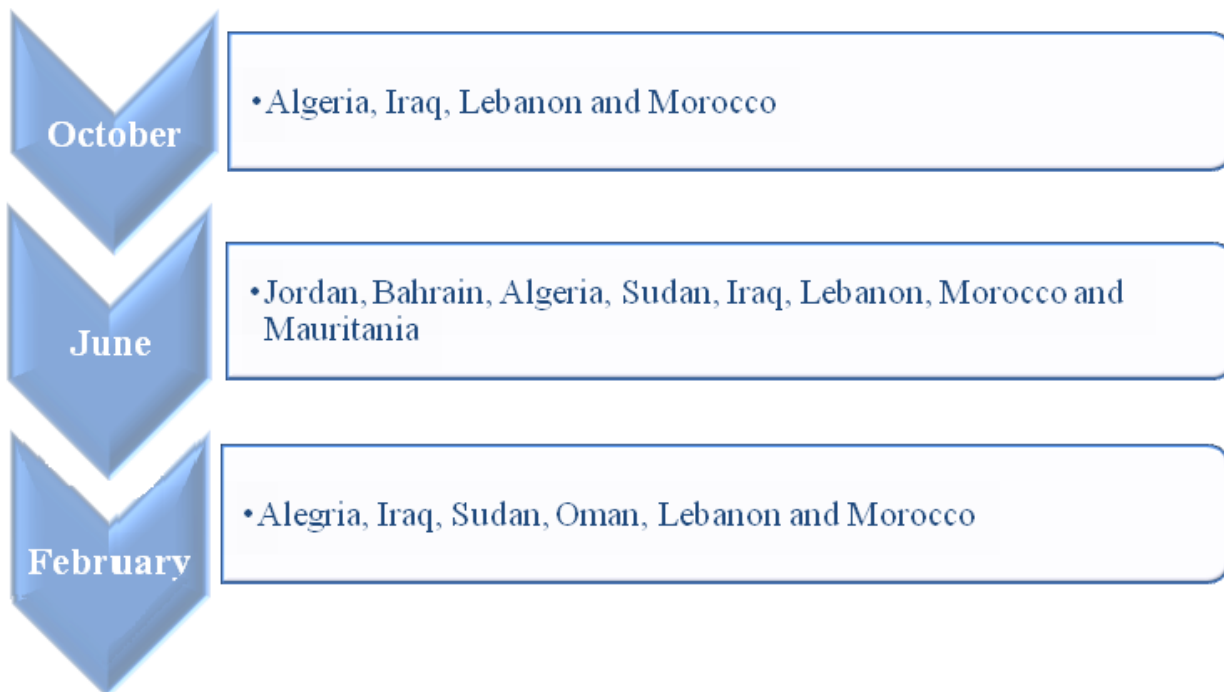 October
•Algeria, Iraq, Lebanon and Morocco
June
•Jordan, Bahrain, Algeria, Sudan, Iraq, Lebanon, Morocco and
Mauritania
February
•Alegria, Iraq, Sudan, Oman, Lebanon and Morocco